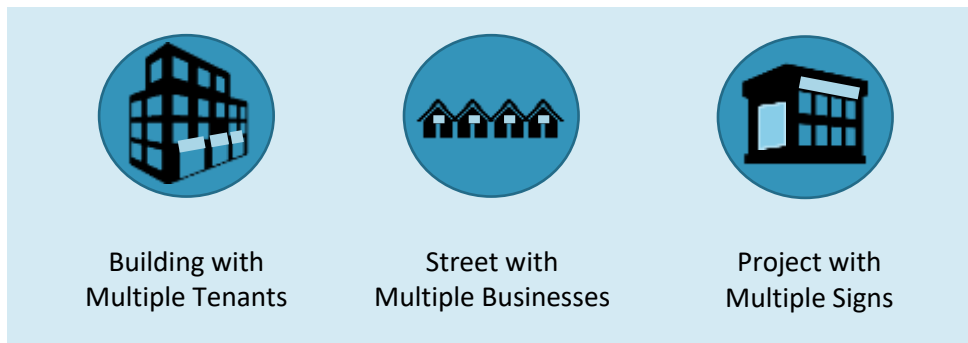 Building with
Multiple Tenants
Street with
Multiple Businesses
Project with
Multiple Signs